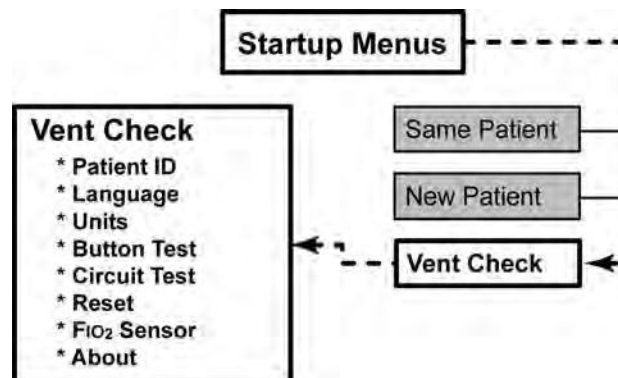 Startup Menus
Same Patient
New Patient
Vent Check
Vent Check
* Patient ID
* Language
* Units
* Button Test
* Circuit Test
* Reset
* FIO2 Sensor
* About